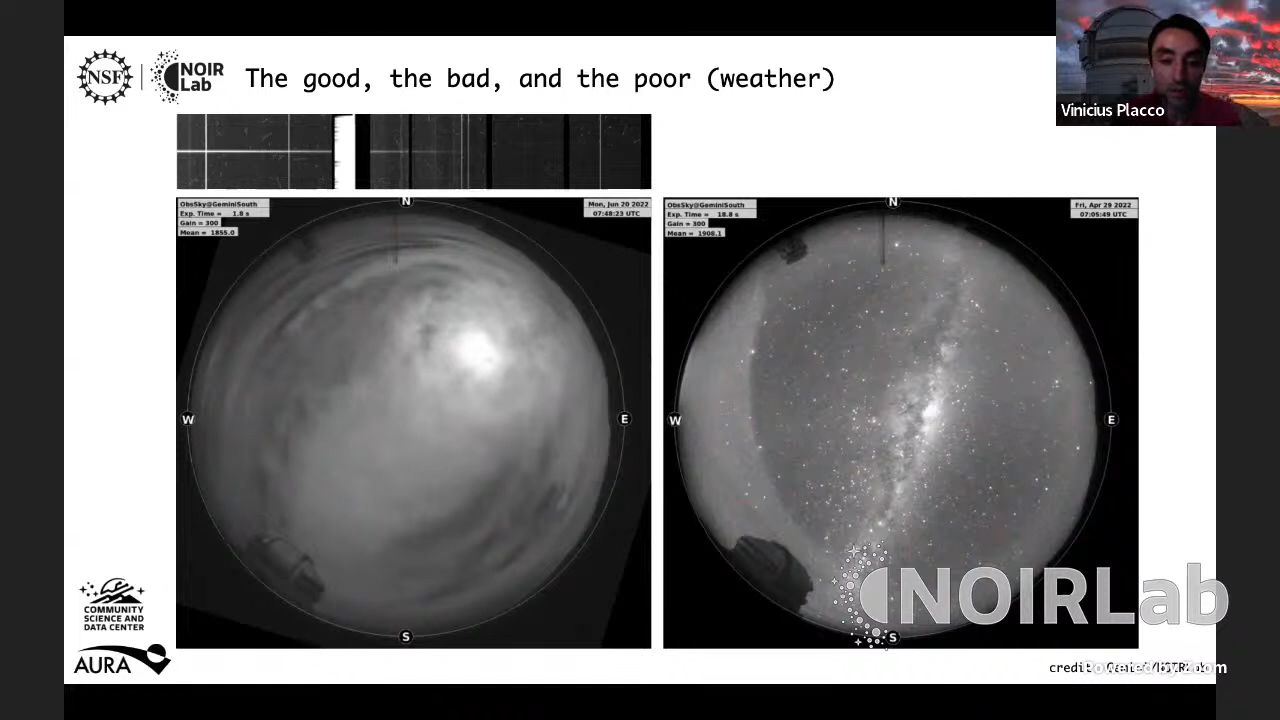 NSF
NOIR
Lab
The good, the bad, and the poor (weather)
Vinicius Placco
ObsSky@GeminiSouth
Exp. Time = 1.8 s
Gain = 300
Mean = 1855.0
Mon, Jun 20 2022
07:48:23 UTC
N
W
E
S
ObsSky@GeminiSouth
Exp. Time = 18.8 s
Gain = 300
Mean = 1908.1
Fri, Apr 29 2022
07:05:49 UTC
N
W
E
S
COMMUNITY
SCIENCE AND
DATA CENTER
AURA
NOIRLab
Powered by Zoom